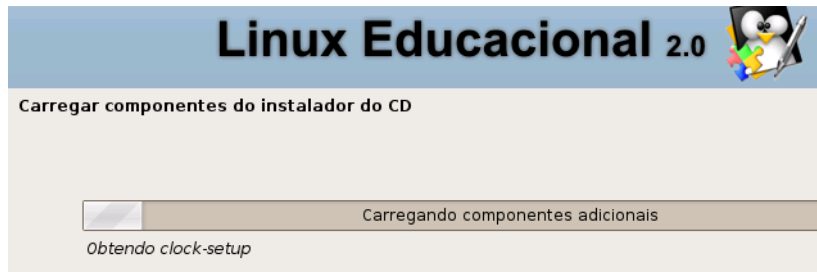 Linux Educacional 2.0
Carregar componentes do instalador do CD
Carregando componentes adicionais
Obtendo clock-setup